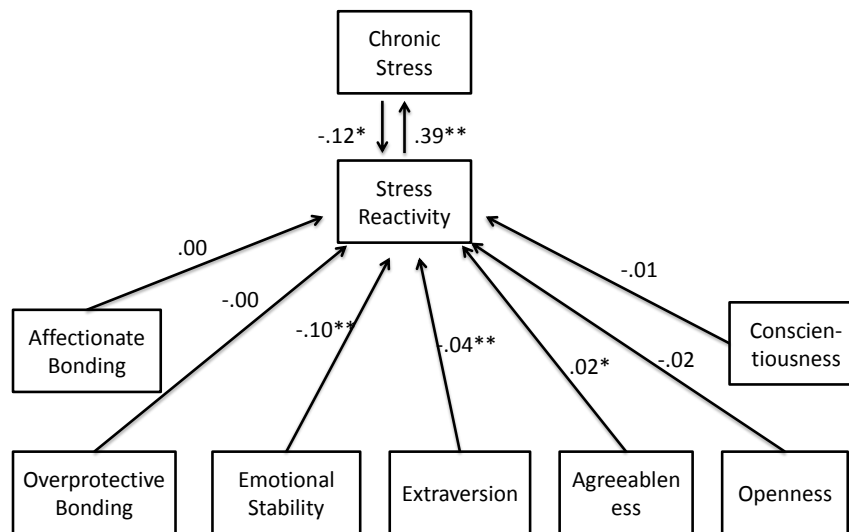 Chronic
Stress
-.12*
.39**
Stress
Reactivity
.00
-.00
-.10**
-.04**
.02*
-.02
-.01
Affectionate
Bonding
Conscien-
tiousness
Overprotective
Bonding
Emotional
Stability
Extraversion
Agreeablen
ess
Openness